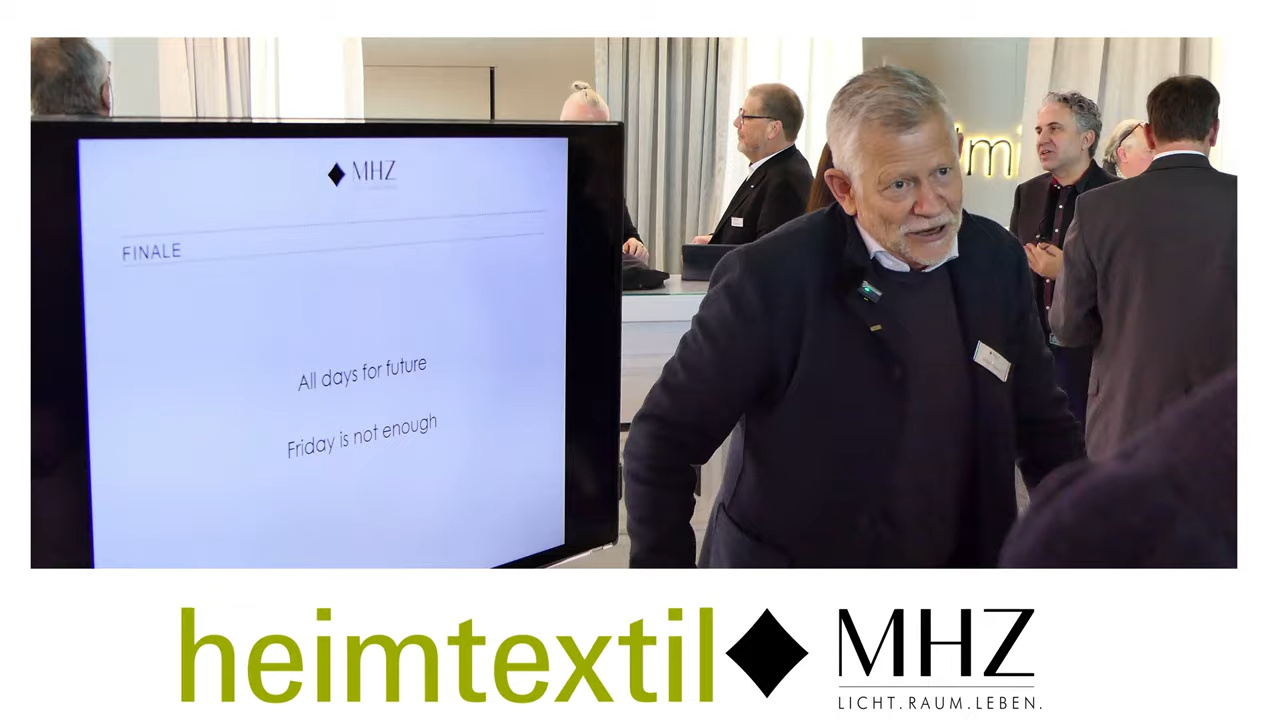 MHZ
FINALE
All days for future
Friday is not enough
heimtextil
MHZ
LICHT.RAUM.LEBEN.